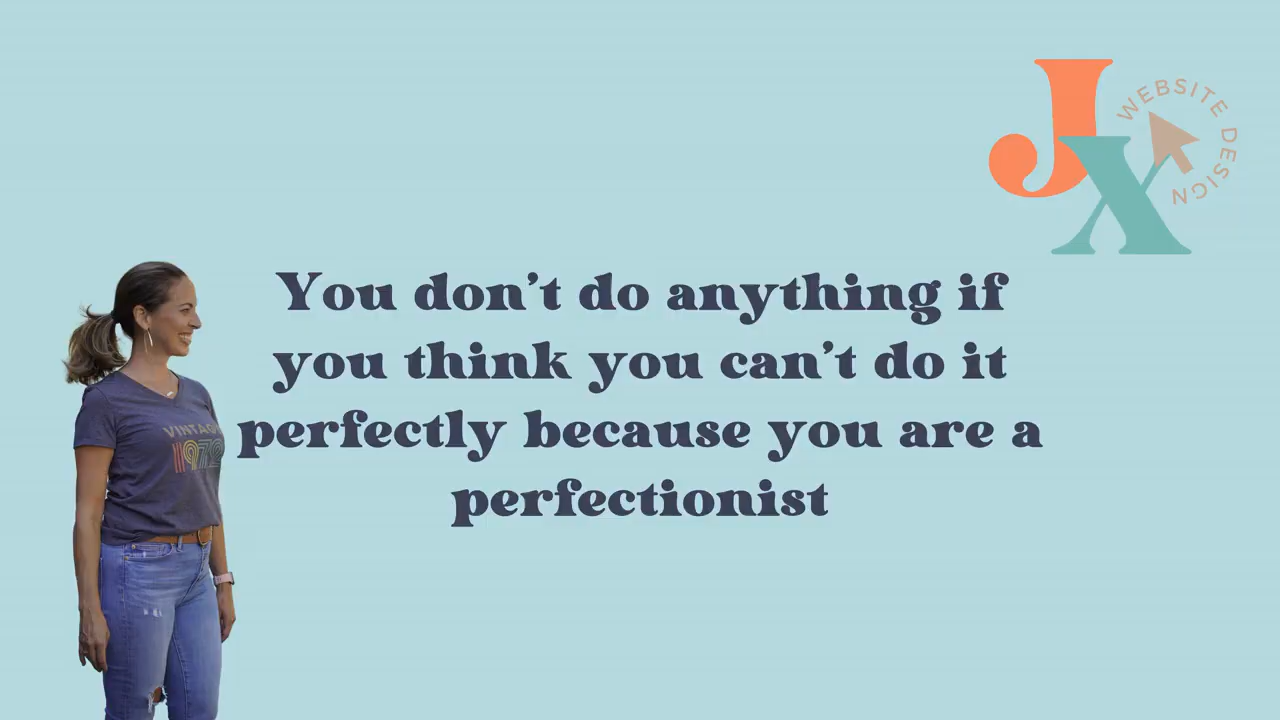 JX
WEBSITE DESIGN
You don't do anything if
you think you can't do it
perfectly because you are a
perfectionist
VINTAGE
1972